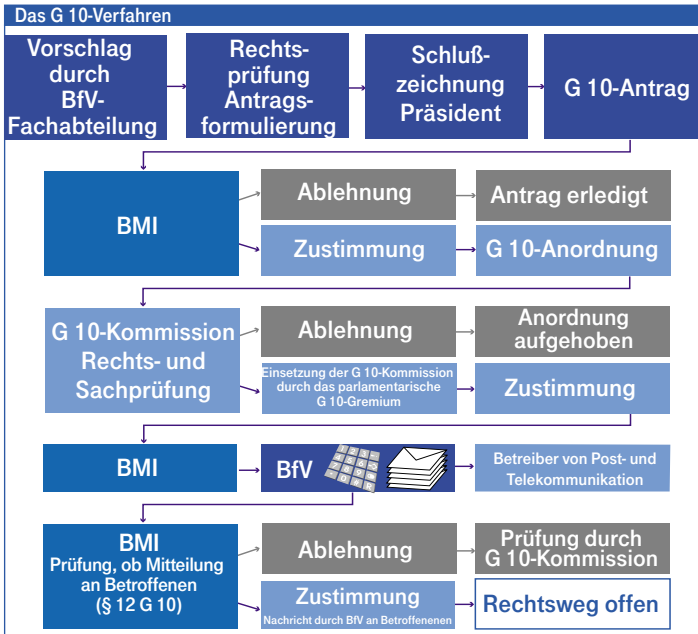 Das G 10-Verfahren
Vorschlag
durch
BfV-
Fachabteilung
Rechts-
prüfung
Antrags-
formulierung
Schluß-
zeichnung
Präsident
G 10-Antrag
BMI
Ablehnung
Antrag erledigt
Zustimmung
G 10-Anordnung
G 10-Kommission
Rechts- und
Sachprüfung
Ablehnung
Anordnung
aufgehoben
Einsetzung der G 10-Kommission
durch das parlamentarische
G 10-Gremium
Zustimmung
BMI
BfV
Betreiber von Post- und
Telekommunikation
BMI
Prüfung, ob Mitteilung
an Betroffenen
(§ 12 G 10)
Ablehnung
Prüfung durch
G 10-Kommission
Zustimmung
Nachricht durch BfV an Betroffenenen
Rechtsweg offen